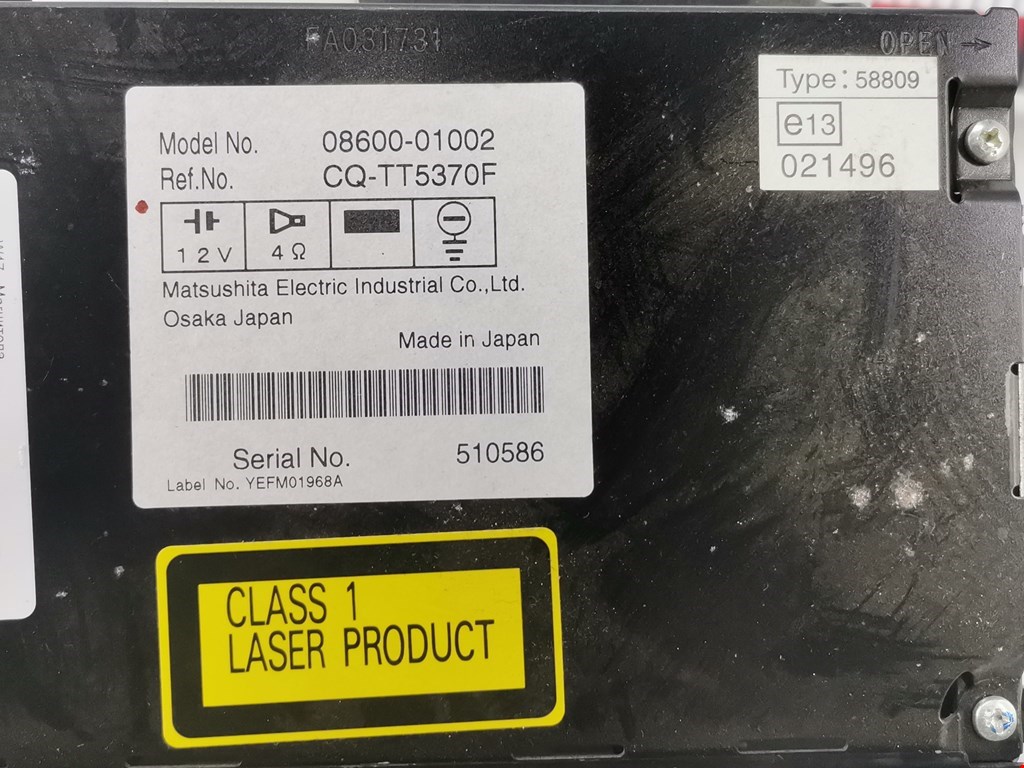 FA031731
OPEN →
Type: 58809
e13
021496
Model No. 08600-01002
Ref.No. CQ-TT5370F
12V 4Ω
Matsushita Electric Industrial Co.,Ltd.
Osaka Japan
Made in Japan
Serial No. 510586
Label No. YEFM01968A
CLASS 1
LASER PRODUCT